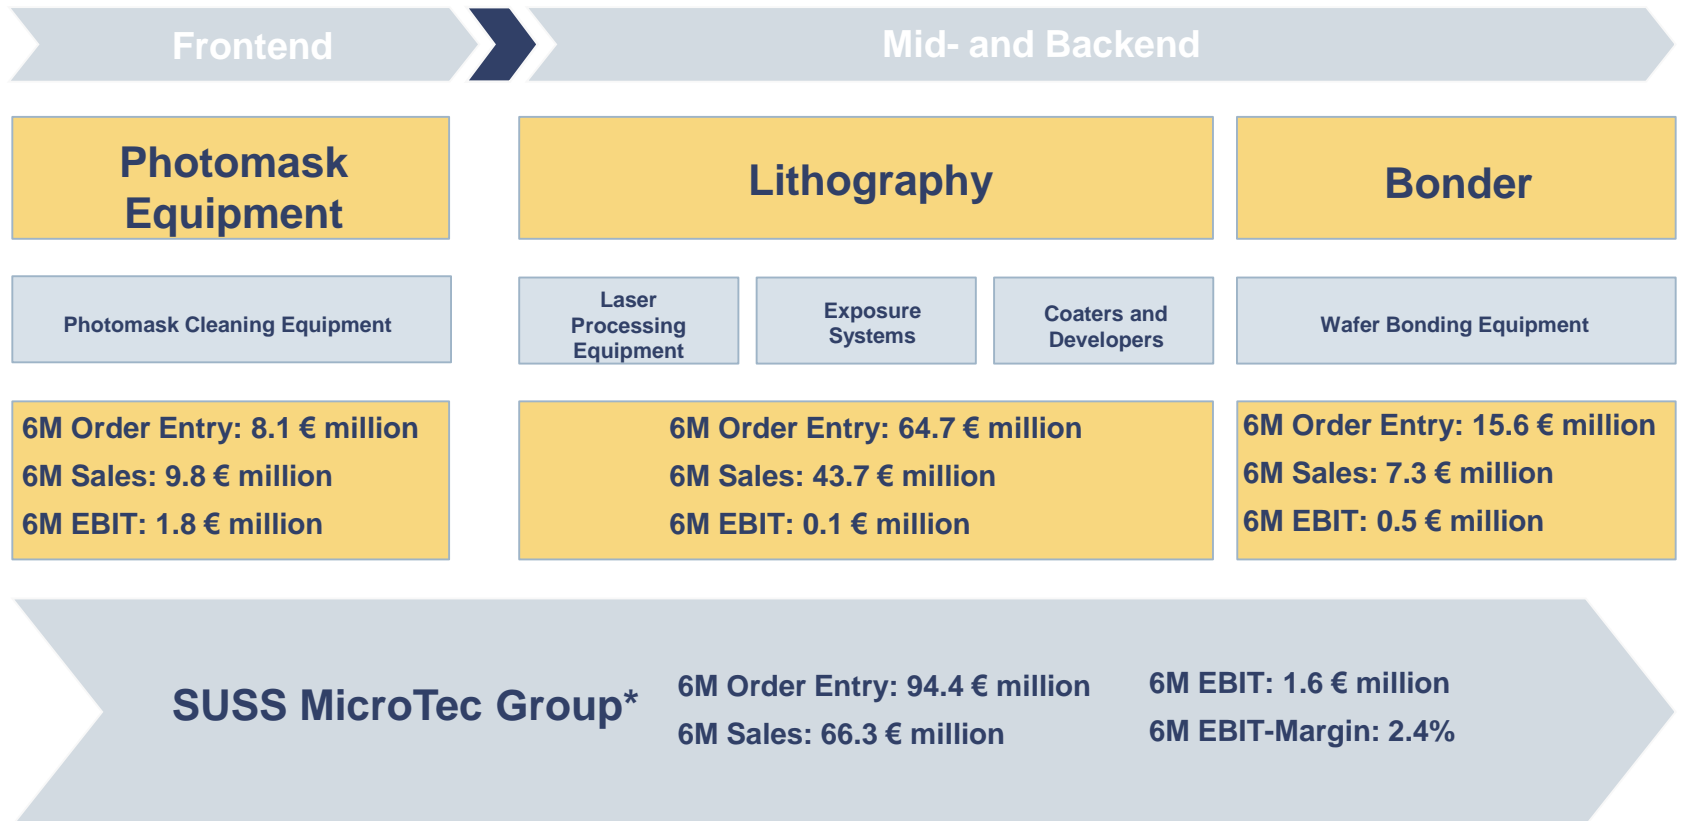 Frontend
Mid- and Backend
Photomask
Equipment
Lithography
Bonder
Photomask Cleaning Equipment
Laser
Processing
Equipment
Exposure
Systems
Coaters and
Developers
Wafer Bonding Equipment
6M Order Entry: 8.1 € million
6M Sales: 9.8 € million
6M EBIT: 1.8 € million
6M Order Entry: 64.7 € million
6M Sales: 43.7 € million
6M EBIT: 0.1 € million
6M Order Entry: 15.6 € million
6M Sales: 7.3 € million
6M EBIT: 0.5 € million
SUSS MicroTec Group*
6M Order Entry: 94.4 € million
6M Sales: 66.3 € million
6M EBIT: 1.6 € million
6M EBIT-Margin: 2.4%